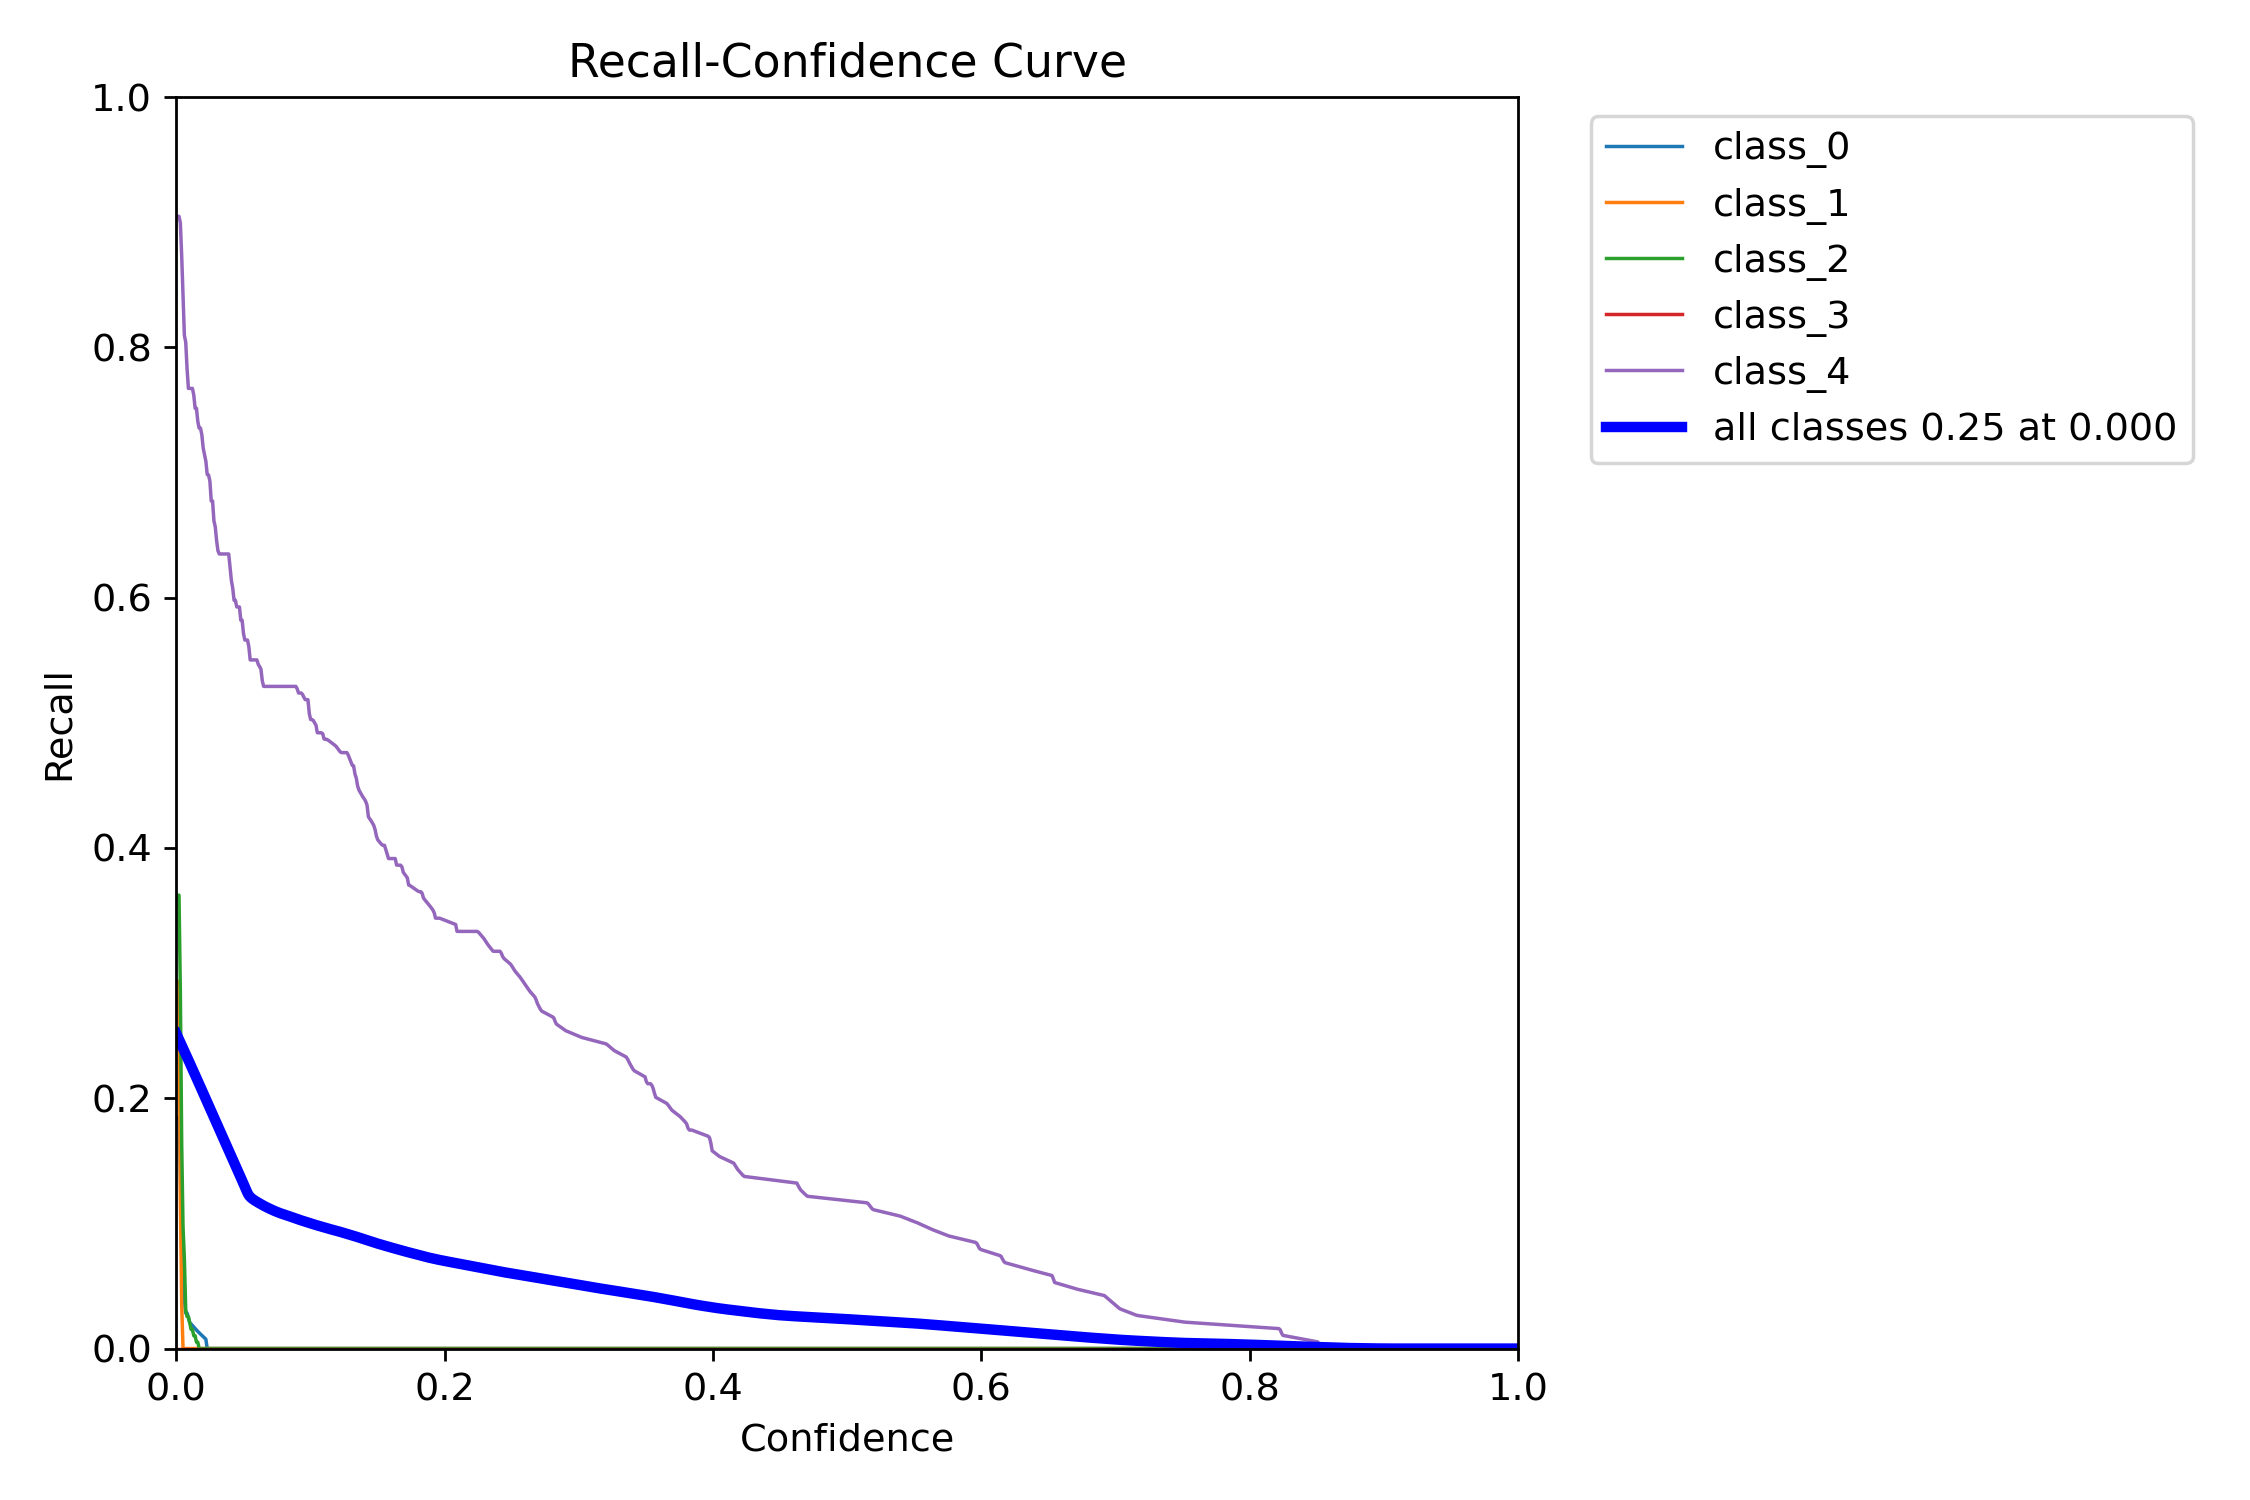 Recall-Confidence Curve
1.0
0.8
0.6
0.4
0.2
0.0
Recall
0.0 0.2 0.4 0.6 0.8 1.0
Confidence
class_0
class_1
class_2
class_3
class_4
all classes 0.25 at 0.000